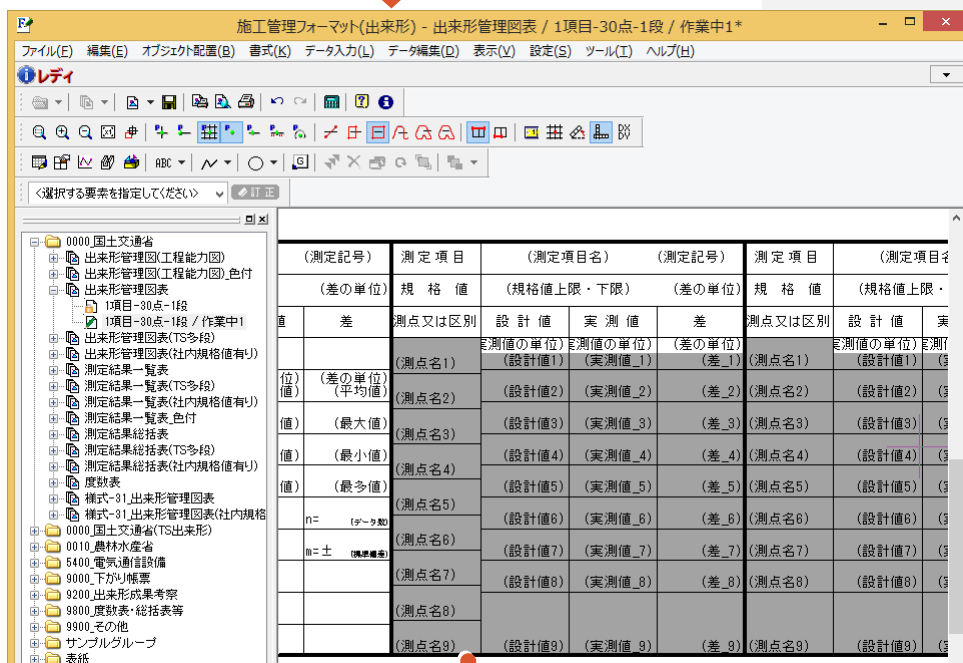 施工管理フォーマット(出来形) - 出来形管理図表 / 1項目-30点-1段 / 作業中1*
ファイル(F) 編集(E) オブジェクト配置(B) 書式(K) データ入力(L) データ編集(D) 表示(V) 設定(S) ツール(T) ヘルプ(H)
レディ
ABC
<選択する要素を指定してください> 訂正
0000_国土交通省
出来形管理図(工程能力図)
出来形管理図(工程能力図)_色付
出来形管理図表
1項目-30点-1段
1項目-30点-1段 / 作業中1
出来形管理図表(TS多段)
出来形管理図表(社内規格値有り)
測定結果一覧表
測定結果一覧表(TS多段)
測定結果一覧表(社内規格値有り)
測定結果一覧表_色付
測定結果総括表
測定結果総括表(TS多段)
測定結果総括表(社内規格値有り)
度数表
様式-31_出来形管理図表
様式-31_出来形管理図表(社内規格
0000_国土交通省(TS出来形)
0010_農林水産省
5400_電気通信設備
9000_下がり帳票
9200_出来形成果考察
9800_度数表・総括表等
9900_その他
サンプルグループ
表紙
(測定記号) 測定項目 (測定項目名) (測定記号) 測定項目 (測定項目名
(差の単位) 規格値 (規格値上限・下限) (差の単位) 規格値 (規格値上限・
値 差 測点又は区別 設計値 実測値 差 測点又は区別 設計値 実
実測値の単位) 実測値の単位) (差の単位) 実測値の単位)
(測点名1) (設計値1) (実測値_1) (差_1) (測点名1) (設計値1)
位) (差の単位)
値) (平均値) (測点名2) (設計値2) (実測値_2) (差_2) (測点名2) (設計値2)
値) (最大値) (測点名3) (設計値3) (実測値_3) (差_3) (測点名3) (設計値3)
値) (最小値) (測点名4) (設計値4) (実測値_4) (差_4) (測点名4) (設計値4)
値) (最多値) (測点名5) (設計値5) (実測値_5) (差_5) (測点名5) (設計値5)
n= (データ数) (測点名6) (設計値6) (実測値_6) (差_6) (測点名6) (設計値6)
m=± (標準偏差) (測点名7) (設計値7) (実測値_7) (差_7) (測点名7) (設計値7)
(測点名8) (設計値8) (実測値_8) (差_8) (測点名8) (設計値8)
(測点名9) (設計値9) (実測値_9) (差_9) (測点名9) (設計値9)